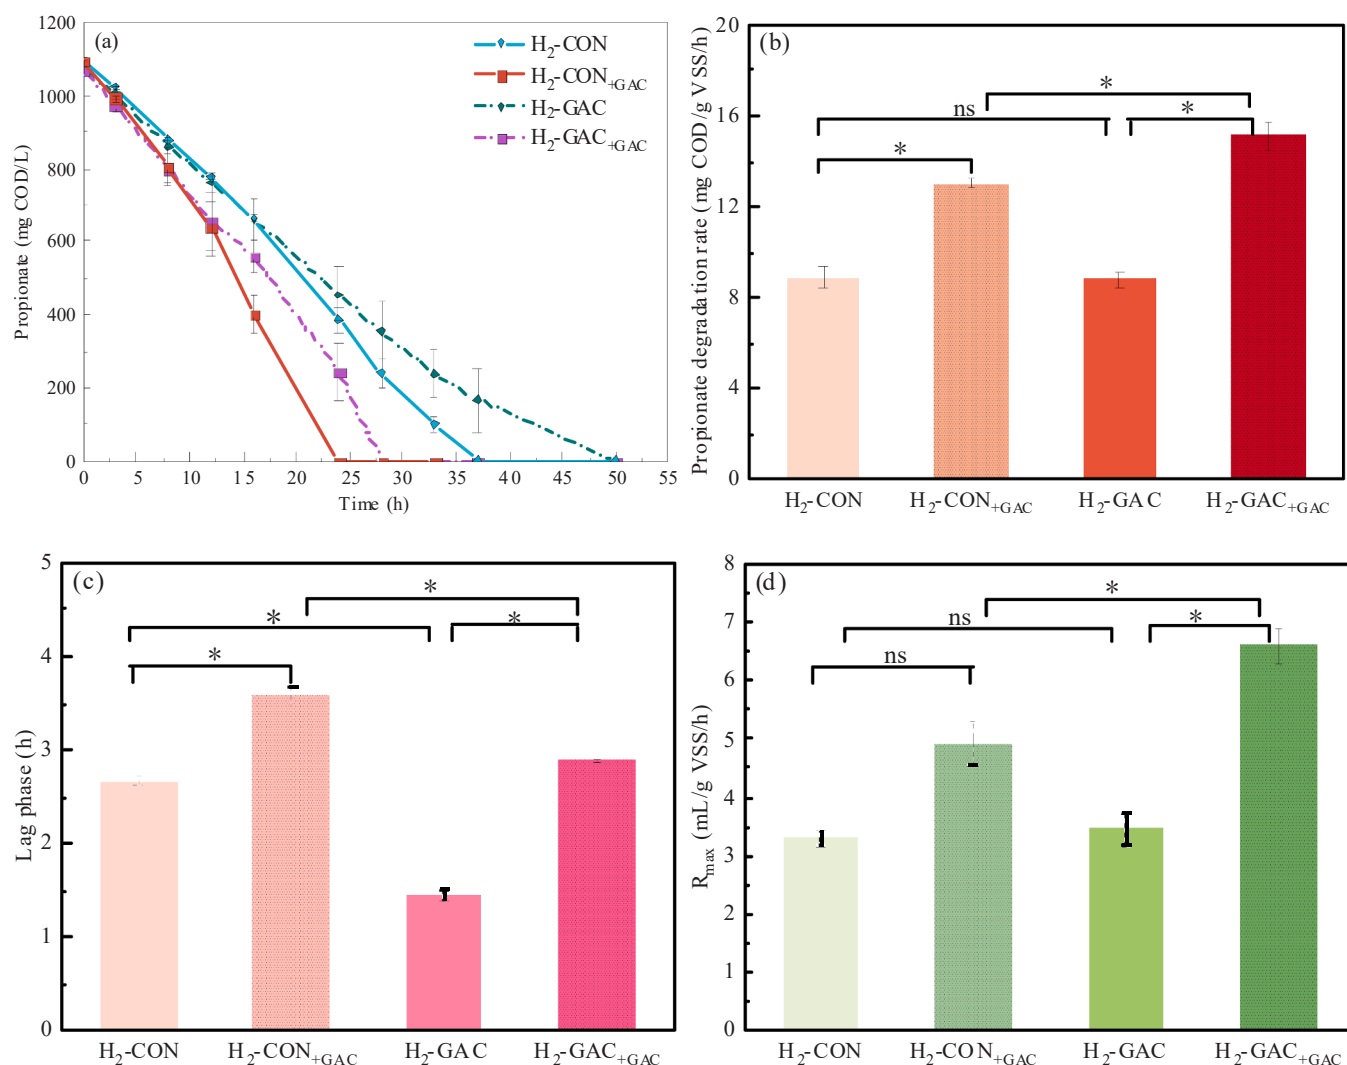 (a)
H₂-CON
H₂-CON₊GAC
H₂-GAC
H₂-GAC₊GAC
Propionate (mg COD/L)
1200
1000
800
600
400
200
0
0 5 10 15 20 25 30 35 40 45 50 55
Time (h)
(b)
Propionate degradation rate (mg COD/g VSS/h)
20
16
12
8
4
0
*
ns
*
*
H₂-CON H₂-CON₊GAC H₂-GAC H₂-GAC₊GAC
(c)
Lag phase (h)
5
4
3
2
1
0
*
*
*
*
H₂-CON H₂-CON₊GAC H₂-GAC H₂-GAC₊GAC
(d)
Rmax (mL/g VSS/h)
8
7
6
5
4
3
2
1
0
*
ns
*
ns
H₂-CON H₂-CON₊GAC H₂-GAC H₂-GAC₊GAC